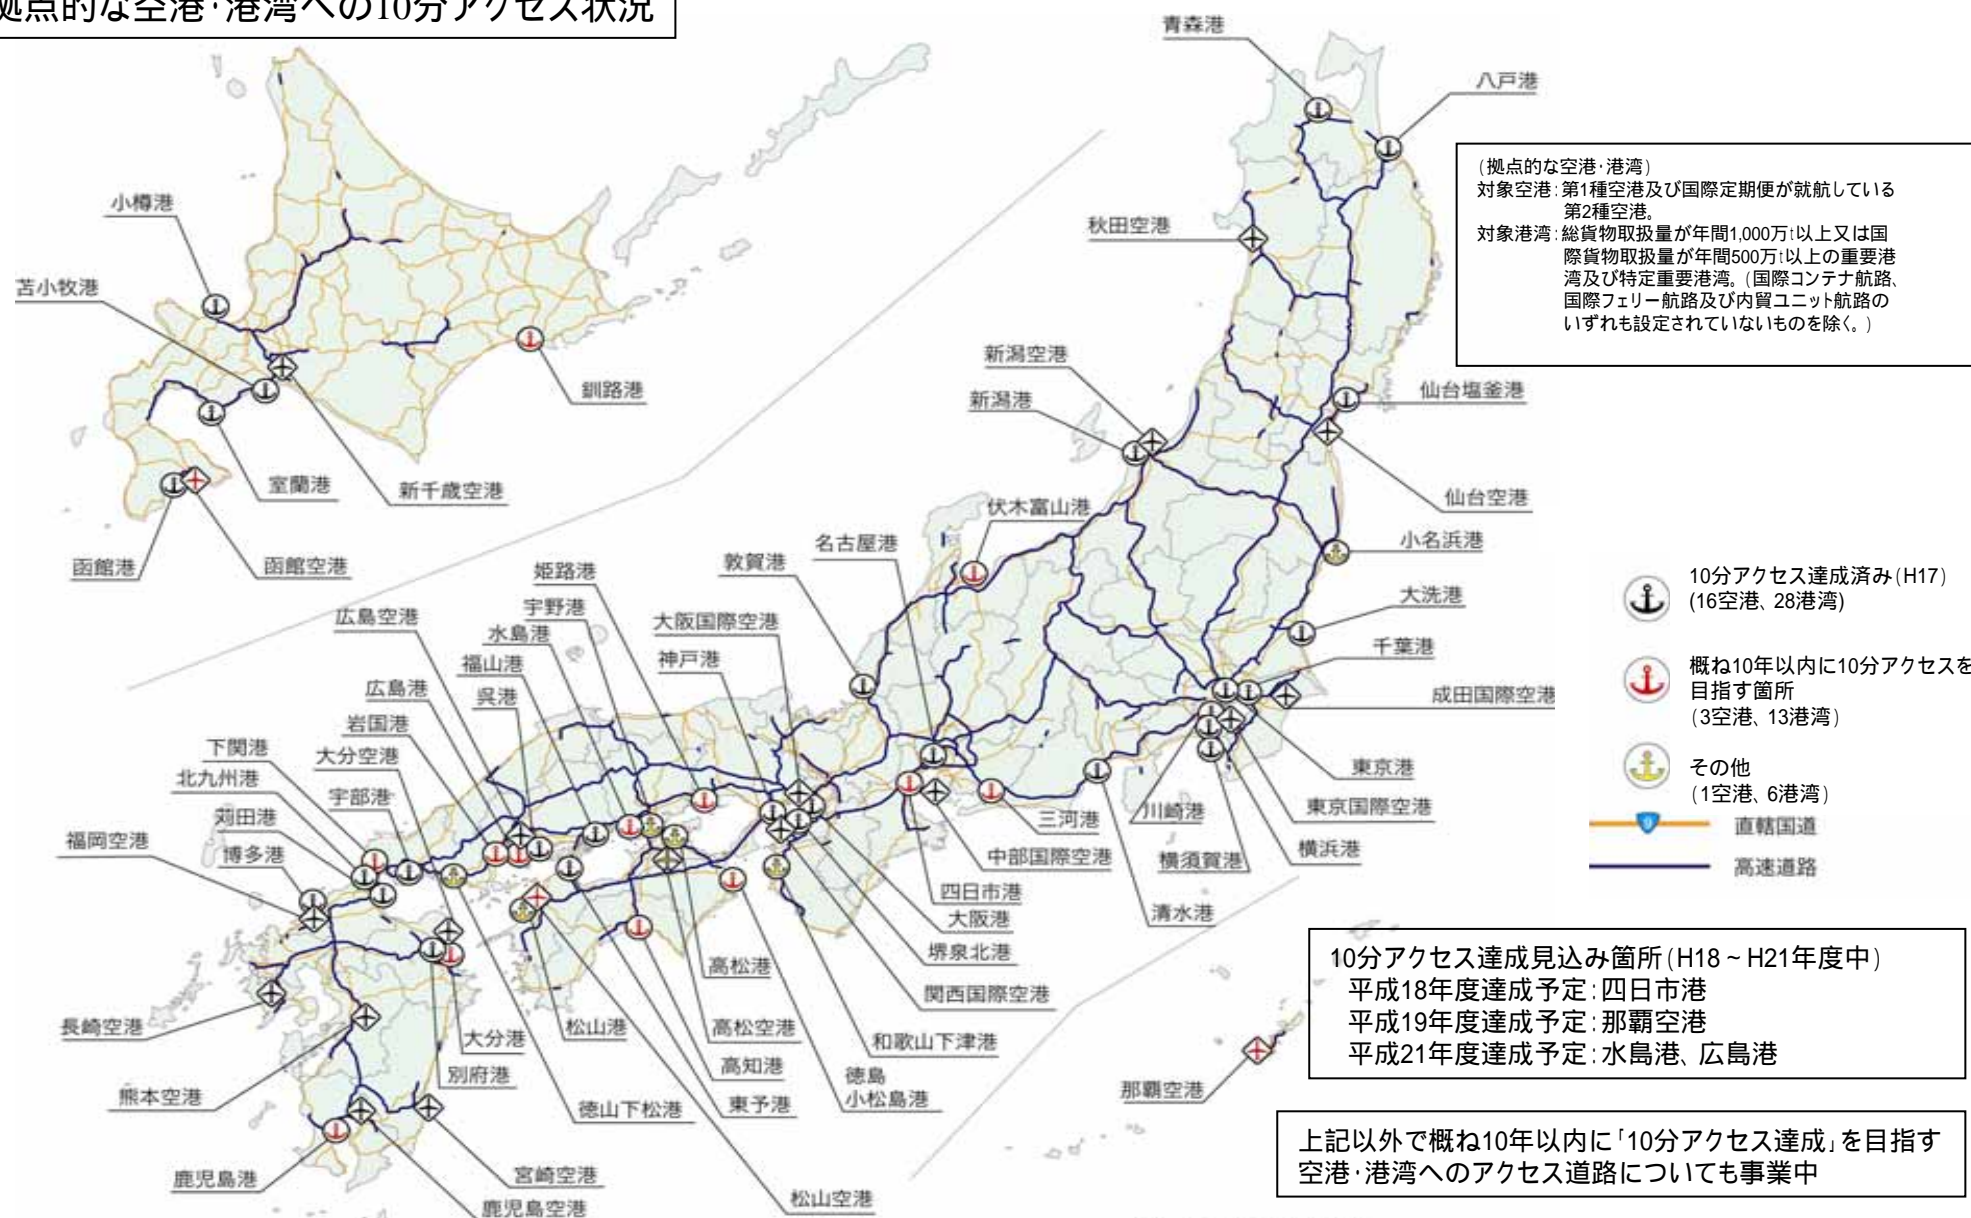 拠点的な空港・港湾への10分アクセス状況
青森港
八戸港
(拠点的な空港・港湾)
対象空港:第1種空港及び国際定期便が就航している
第2種空港。
対象港湾:総貨物取扱量が年間1,000万t以上又は国
際貨物取扱量が年間500万t以上の重要港
湾及び特定重要港湾。(国際コンテナ航路、
国際フェリー航路及び内貿ユニット航路の
いずれも設定されていないものを除く。)
小樽港
秋田空港
苫小牧港
新潟空港
釧路港
新潟港
仙台塩釜港
室蘭港
新千歳空港
仙台空港
伏木富山港
函館港
函館空港
姫路港
敦賀港
名古屋港
小名浜港
10分アクセス達成済み(H17)
(16空港、28港湾)
大洗港
広島空港
宇野港
水島港
大阪国際空港
千葉港
福山港
神戸港
概ね10年以内に10分アクセスを
目指す箇所
(3空港、13港湾)
広島港
呉港
成田国際空港
岩国港
下関港
大分空港
東京港
その他
(1空港、6港湾)
北九州港
宇部港
川崎港
東京国際空港
苅田港
三河港
9
直轄国道
福岡空港
博多港
中部国際空港
横須賀港
横浜港
高速道路
四日市港
大阪港
清水港
堺泉北港
高松港
関西国際空港
10分アクセス達成見込み箇所(H18~H21年度中)
平成18年度達成予定:四日市港
平成19年度達成予定:那覇空港
平成21年度達成予定:水島港、広島港
長崎空港
大分港
松山港
高松空港
和歌山下津港
別府港
高知港
徳島
小松島港
那覇空港
熊本空港
徳山下松港
東予港
上記以外で概ね10年以内に「10分アクセス達成」を目指す
空港・港湾へのアクセス道路についても事業中
鹿児島港
宮崎空港
鹿児島空港
松山空港